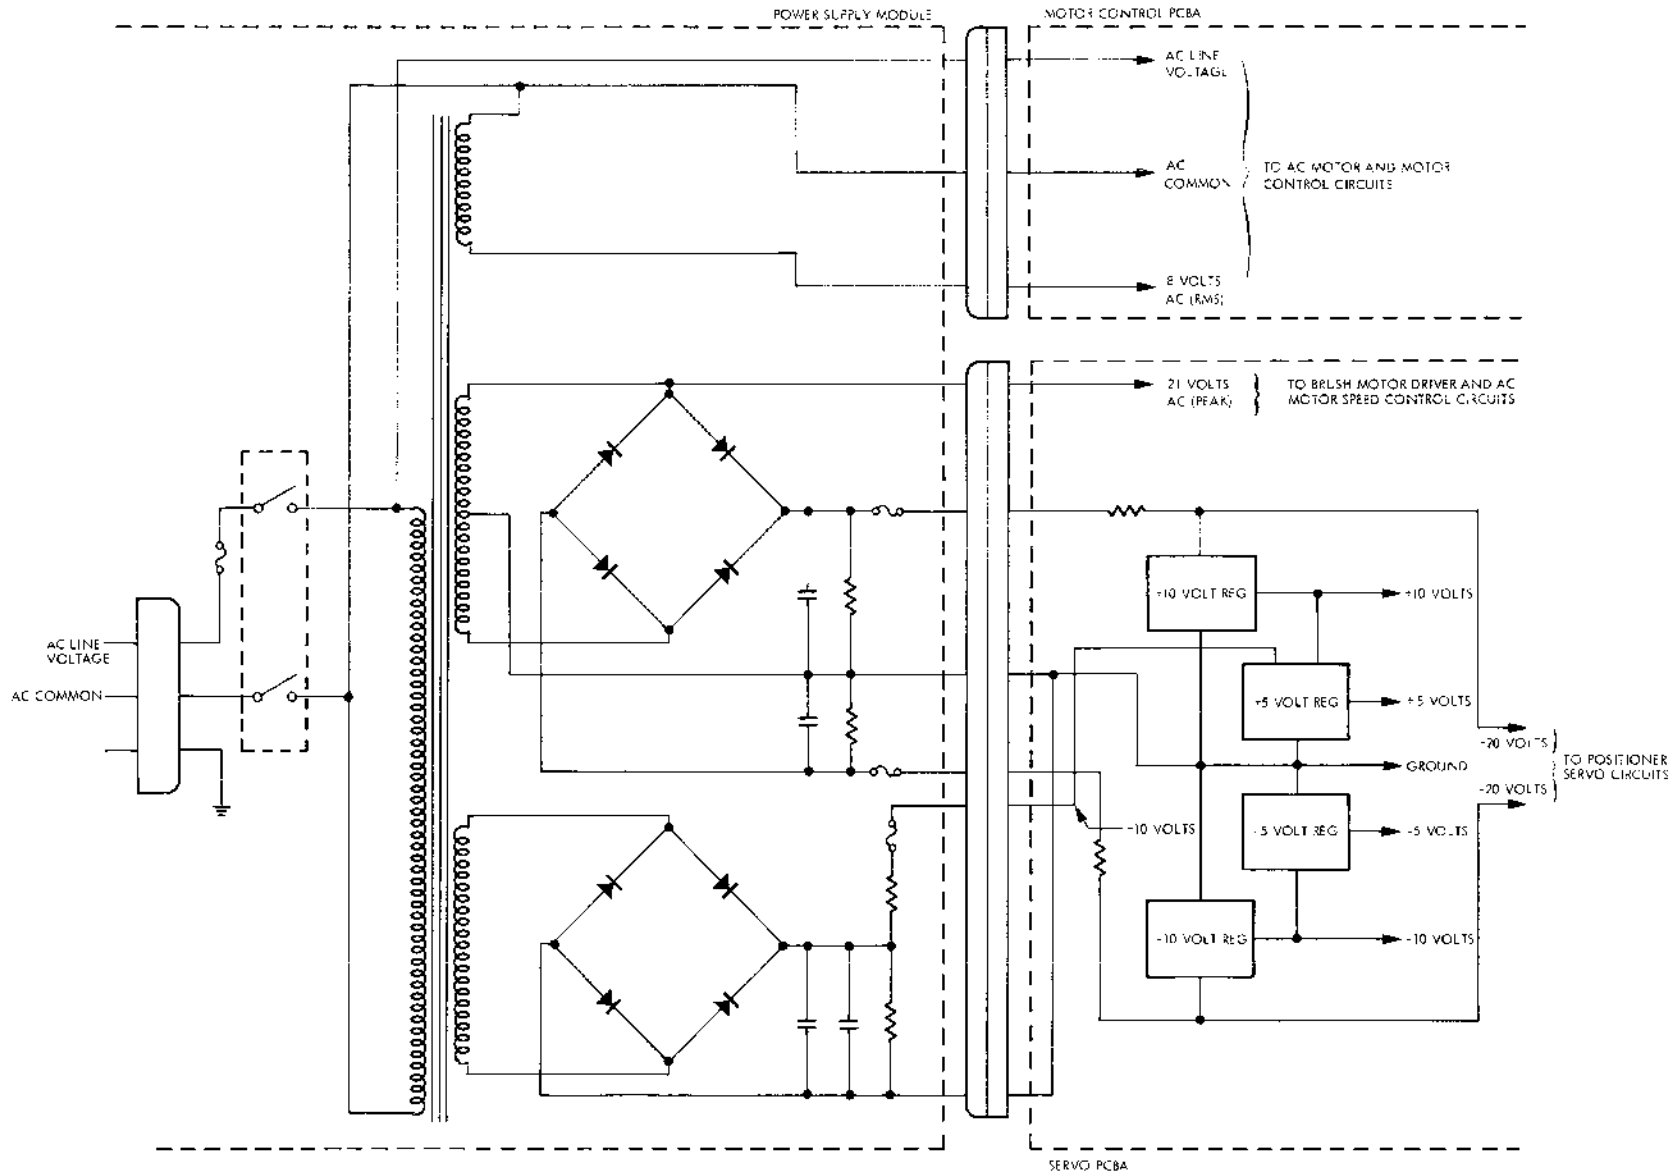 POWER SUPPLY MODULE
MOTOR CONTROL PCBA
AC LINE
VOLTAGE
AC
COMMON
TO AC MOTOR AND MOTOR
CONTROL CIRCUITS
8 VOLTS
AC (RMS)
21 VOLTS
AC (PEAK)
TO BRUSH MOTOR DRIVER AND AC
MOTOR SPEED CONTROL CIRCUITS
+10 VOLT REG
+10 VOLTS
AC LINE
VOLTAGE
AC COMMON
+5 VOLT REG
+5 VOLTS
-20 VOLTS
GROUND
TO POSITIONER
SERVO CIRCUITS
-20 VOLTS
-10 VOLTS
-5 VOLT REG
-5 VOLTS
-10 VOLT REG
-10 VOLTS
SERVO PCBA